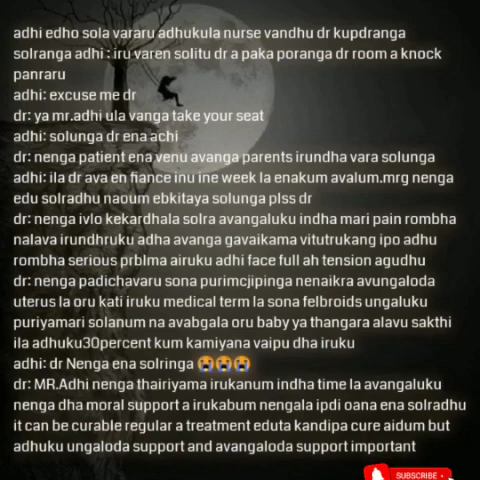 adhi edho sola vararu adhukula nurse vandhu dr kupdranga
solranga adhi : iru varen solitu dr a paka poranga dr room a knock
panraru
adhi: excuse me dr
dr: ya mr.adhi ula vanga take your seat
adhi: solunga dr ena achi
dr: nenga patient ena venu avanga parents irundha vara solunga
adhi: ila dr ava en fiance inu ine week la enakum avalum.mrg nenga
edu solradhu naoum ebkitaya solunga plss dr
dr: nenga ivlo kekardhala solra avangaluku indha mari pain rombha
nalava irundhruku adha avanga gavaikama vitutrukang ipo adhu
rombha serious prblma airuku adhi face full ah tension agudhu
dr: nenga padichavaru sona purimcjipinga nenaikra avungaloda
uterus la oru kati iruku medical term la sona felbroids ungaluku
puriyamari solanum na avabgala oru baby ya thangara alavu sakthi
ila adhuku30percent kum kamiyana vaipu dha iruku
adhi: dr Nenga ena solringa 😭😭😭
dr: MR.Adhi nenga thairiyama irukanum indha time la avangaluku
nenga dha moral support a irukabum nengala ipdi oana ena solradhu
it can be curable regular a treatment eduta kandipa cure aidum but
adhuku ungaloda support and avangaloda support important
SUBSCRIBE